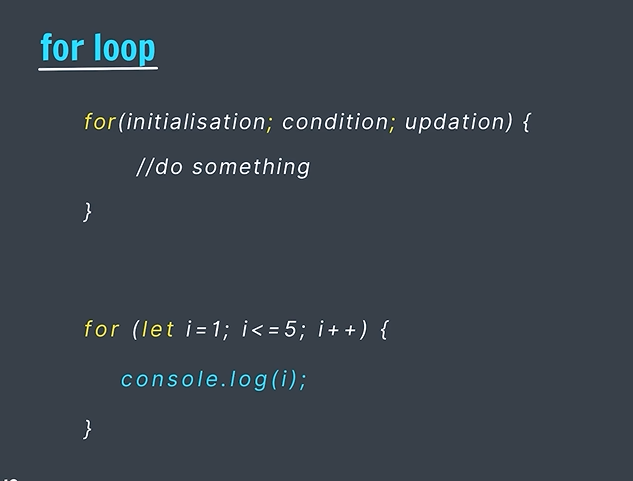 for loop
for(initialisation; condition; updation) {
//do something
}
for (let i=1; i<=5; i++) {
console.log(i);
}